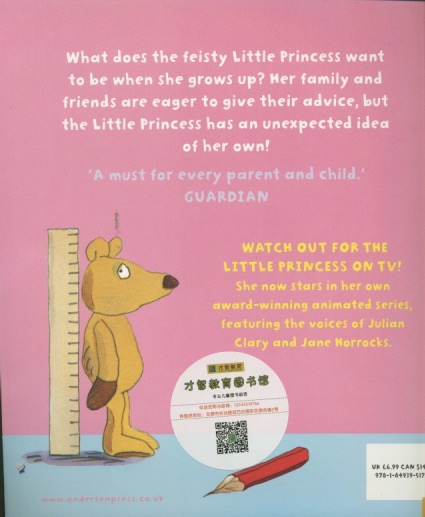 What does the feisty Little Princess want
to be when she grows up? Her family and
friends are eager to give their advice, but
the Little Princess has an unexpected idea
of her own!
'A must for every parent and child.'
GUARDIAN
WATCH OUT FOR THE
LITTLE PRINCESS ON TV!
She now stars in her own
award-winning animated series,
featuring the voices of Julian
Clary and Jane Horrocks.
才智教育
才智教育图书馆
UK £6.99 CAN $14
978-1-84939-517
www.andersenpress.co.uk